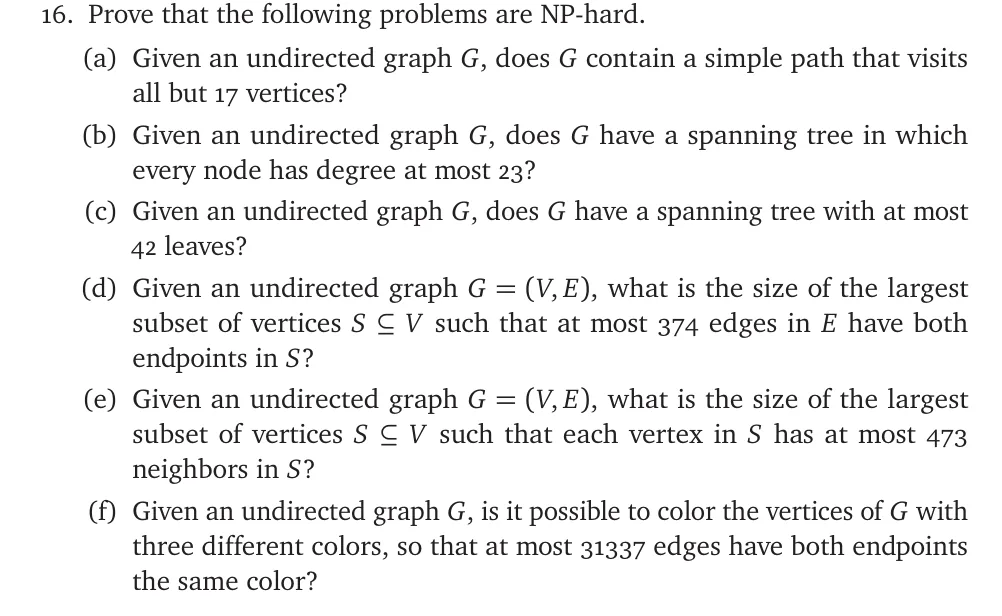 16. Prove that the following problems are NP-hard.
(a) Given an undirected graph G, does G contain a simple path that visits
all but 17 vertices?
(b) Given an undirected graph G, does G have a spanning tree in which
every node has degree at most 23?
(c) Given an undirected graph G, does G have a spanning tree with at most
42 leaves?
(d) Given an undirected graph G = (V, E), what is the size of the largest
subset of vertices S ⊆ V such that at most 374 edges in E have both
endpoints in S?
(e) Given an undirected graph G = (V, E), what is the size of the largest
subset of vertices S ⊆ V such that each vertex in S has at most 473
neighbors in S?
(f) Given an undirected graph G, is it possible to color the vertices of G with
three different colors, so that at most 31337 edges have both endpoints
the same color?